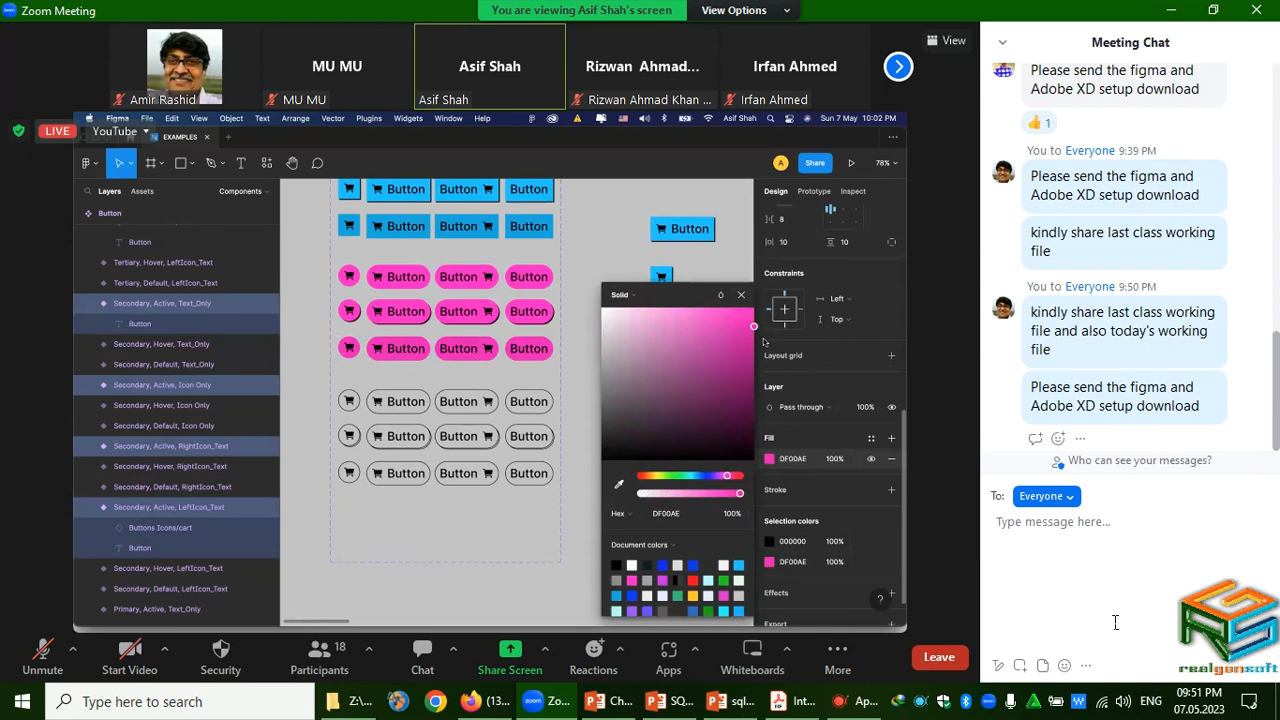 Zoom Meeting
You are viewing Asif Shah's screen
View Options
Meeting Chat
MU MU
Asif Shah
Rizwan Ahmad...
Irfan Ahmed
View
Amir Rashid
MU MU
Asif Shah
Rizwan Ahmad Khan ...
Irfan Ahmed
Please send the figma and
Adobe XD setup download
1
You to Everyone 9:39 PM
Please send the figma and
Adobe XD setup download
kindly share last class working
file
You to Everyone 9:50 PM
kindly share last class working
file and also today's working
file
Please send the figma and
Adobe XD setup download
Who can see your messages?
To: Everyone
Type message here...
realgensoft
Figma File Edit View Object Text Arrange Vector Plugins Widgets Window Help
Asif Shah Sun 7 May 10:02 PM
LIVE YouTube
EXAMPLES
A Share 78%
Layers Assets Components
Button
Button
Tertiary, Hover, LeftIcon_Text
Tertiary, Default, LeftIcon_Text
Secondary, Active, Text_Only
Button
Secondary, Hover, Text_Only
Secondary, Default, Text_Only
Secondary, Active, Icon Only
Secondary, Hover, Icon Only
Secondary, Default, Icon Only
Secondary, Active, RightIcon_Text
Secondary, Hover, RightIcon_Text
Secondary, Default, RightIcon_Text
Secondary, Active, LeftIcon_Text
Buttons Icons/cart
Button
Secondary, Hover, LeftIcon_Text
Secondary, Default, LeftIcon_Text
Primary, Active, Text_Only
Button Button Button
Button Button Button
Button Button Button
Button Button Button
Button Button Button
Button Button Button
Button Button Button
Button Button Button
Button
Solid
Hex DF00AE 100%
Document colors
Design Prototype Inspect
8
10 10
Constraints
Left
Top
Layout grid
Layer
Pass through 100%
Fill
DF00AE 100%
Stroke
Selection colors
000000 100%
DF00AE 100%
Effects
Export
?
Unmute
Start Video
Security
18
Participants
Chat
Share Screen
Reactions
Apps
Whiteboards
More
Leave
Type here to search
Z:\
(13...
Zo...
Ch...
SQ...
sql...
Int...
Ap...
ENG
09:51 PM
07.05.2023